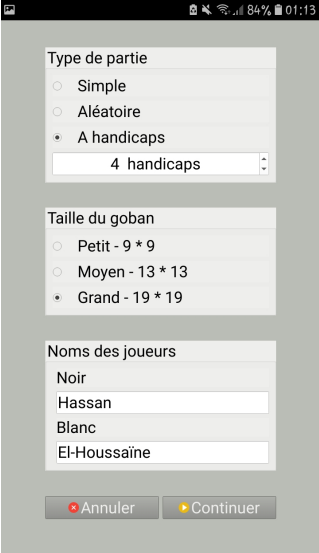 84% 01:13
Type de partie
Simple
Aléatoire
A handicaps
4 handicaps
Taille du goban
Petit - 9 * 9
Moyen - 13 * 13
Grand - 19 * 19
Noms des joueurs
Noir
Hassan
Blanc
El-Houssaïne
Annuler Continuer